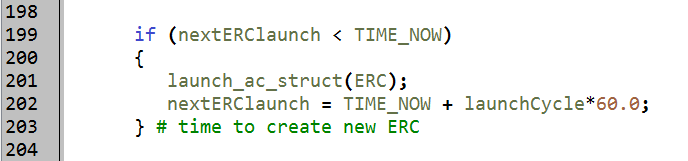 198
199 if (nextERClaunch < TIME_NOW)
200 {
201 launch_ac_struct(ERC);
202 nextERClaunch = TIME_NOW + launchCycle*60.0;
203 } # time to create new ERC
204